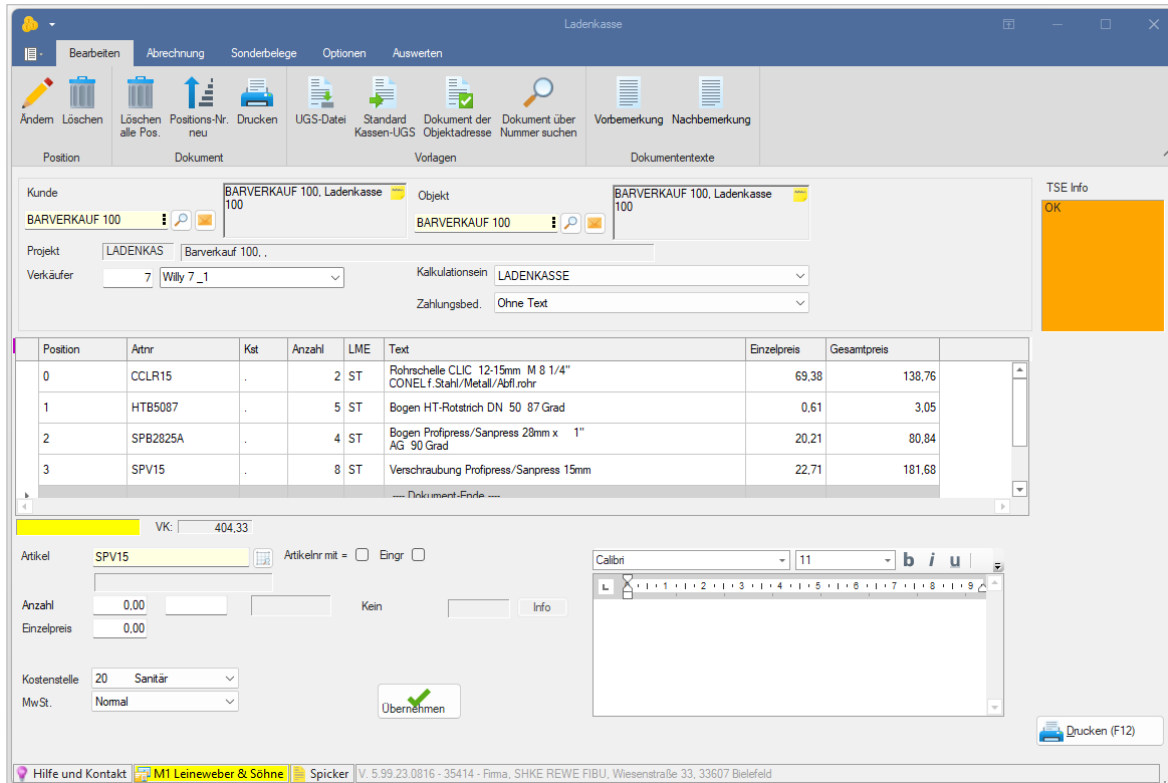 Ladenkasse
Bearbeiten Abrechnung Sonderbelege Optionen Auswerten
Ändern Löschen Löschen alle Pos. Positions-Nr. neu Drucken UGS-Datei Standard Kassen-UGS Dokument der Objektadresse Dokument über Nummer suchen Vorbemerkung Nachbemerkung
Position Dokument Vorlagen Dokumententexte
Kunde
BARVERKAUF 100, Ladenkasse
100
BARVERKAUF 100
Objekt
BARVERKAUF 100, Ladenkasse
100
BARVERKAUF 100
TSE Info
OK
Projekt LADENKAS Barverkauf 100, ,
Verkäufer 7 Willy 7 _1
Kalkulationsein LADENKASSE
Zahlungsbed. Ohne Text
Position Artnr Kst Anzahl LME Text Einzelpreis Gesamtpreis
0 CCLR15 . 2 ST Rohrschelle CLIC 12-15mm M 8 1/4" 69,38 138,76
CONEL f.Stahl/Metall/Abfl.rohr
1 HTB5087 . 5 ST Bogen HT-Rotstrich DN 50 87 Grad 0,61 3,05
2 SPB2825A . 4 ST Bogen Profipress/Sanpress 28mm x 1" 20,21 80,84
AG 90 Grad
3 SPV15 . 8 ST Verschraubung Profipress/Sanpress 15mm 22,71 181,68
---- Dokument-Ende ----
VK: 404,33
Artikel SPV15 Artikelnr mit = Eingr
Calibri 11 b i u
1 2 3 4 5 6 7 8 9
Anzahl 0,00 Kein Info
Einzelpreis 0,00
Kostenstelle 20 Sanitär
MwSt. Normal
Übernehmen
Drucken (F12)
Hilfe und Kontakt M1 Leineweber & Söhne Spicker V. 5.99.23.0816 - 35414 - Firma, SHKE REWE FIBU, Wiesenstraße 33, 33607 Bielefeld